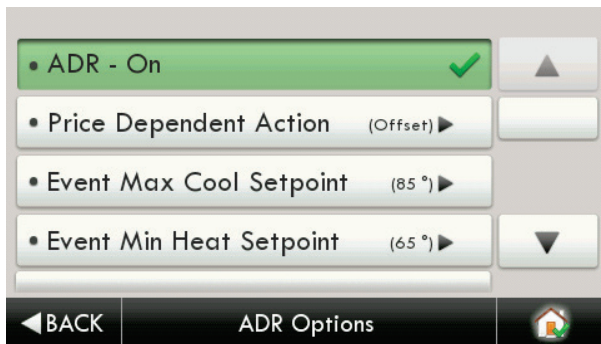 • ADR - On
• Price Dependent Action (Offset)
• Event Max Cool Setpoint (85 °)
• Event Min Heat Setpoint (65 °)
BACK ADR Options